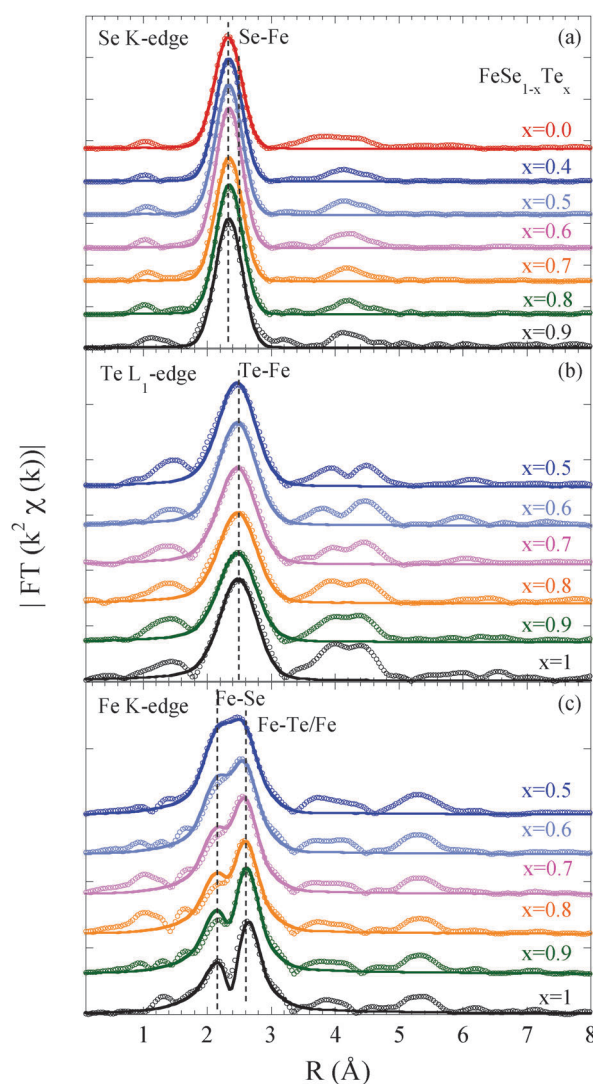 Se K-edge
Se-Fe
(a)
FeSe1-xTex
x=0.0
x=0.4
x=0.5
x=0.6
x=0.7
x=0.8
x=0.9
Te L1-edge
Te-Fe
(b)
x=0.5
x=0.6
x=0.7
x=0.8
x=0.9
x=1
Fe K-edge
Fe-Se
(c)
Fe-Te/Fe
x=0.5
x=0.6
x=0.7
x=0.8
x=0.9
x=1
| FT (k² χ (k))|
1 2 3 4 5 6 7 8
R (Å)